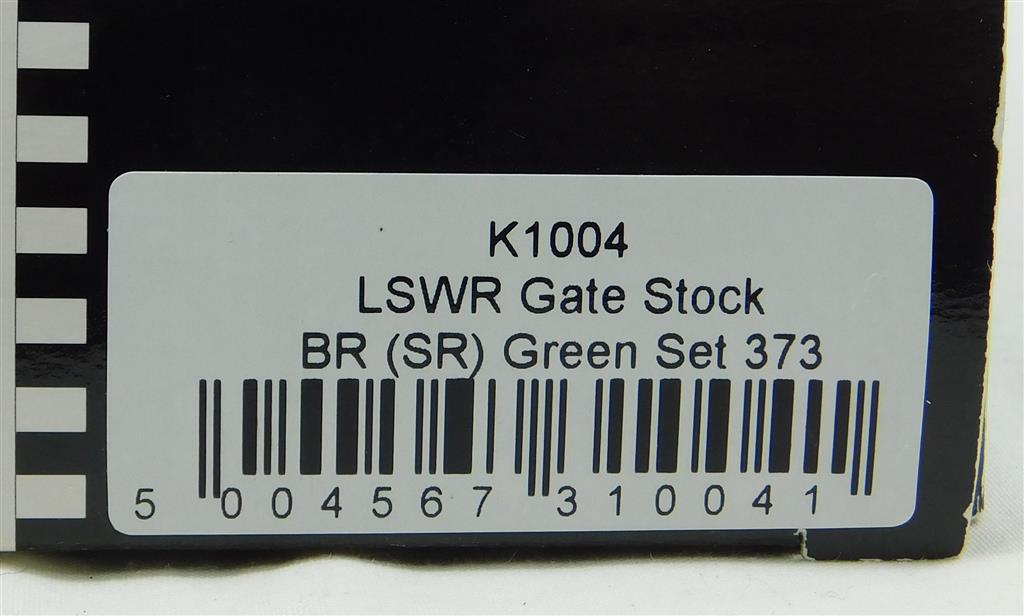 K1004
LSWR Gate Stock
BR (SR) Green Set 373
5 004567 310041